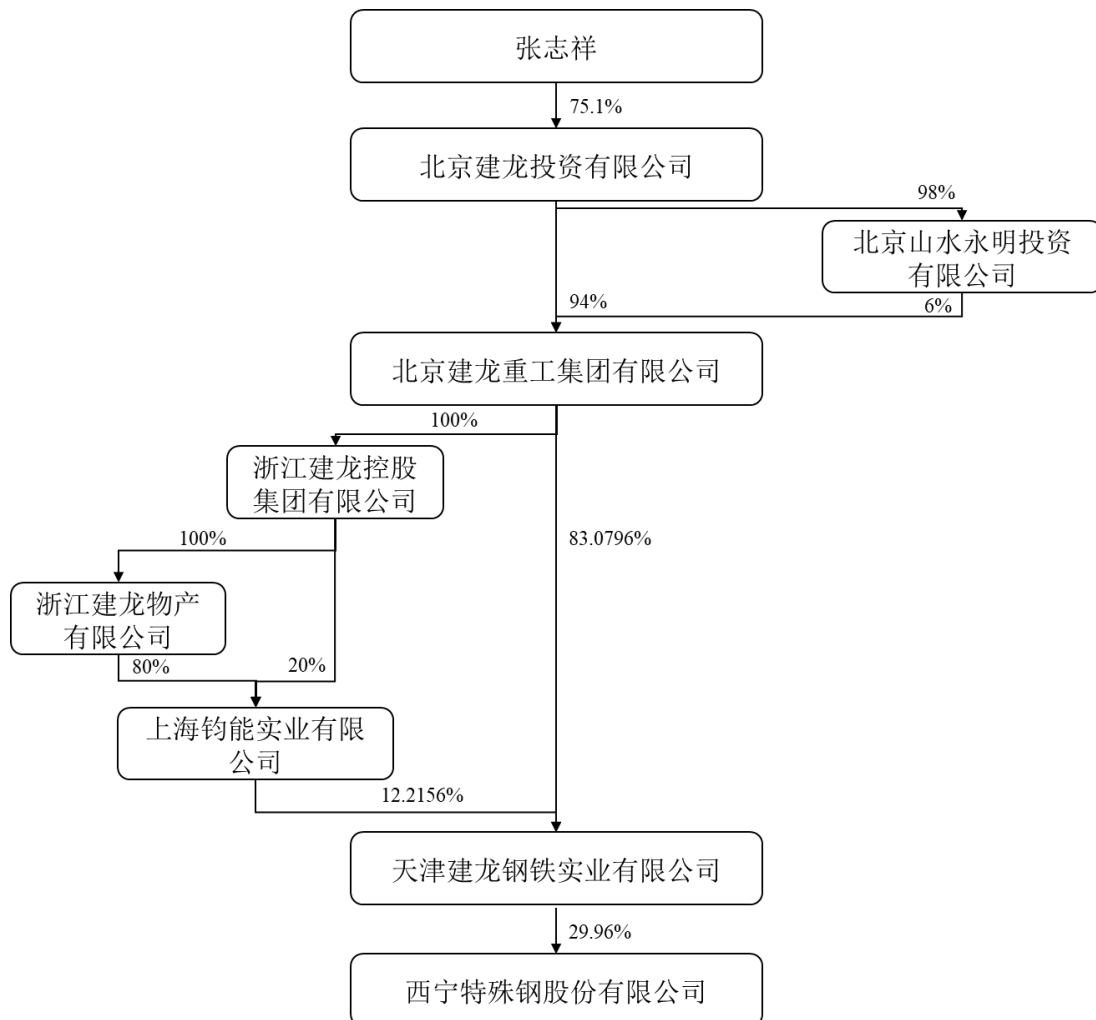 张志祥
75.1%
北京建龙投资有限公司
98%
北京山水永明投资
有限公司
94%
6%
北京建龙重工集团有限公司
100%
浙江建龙控股
集团有限公司
100%
83.0796%
浙江建龙物产
有限公司
80%
20%
上海钧能实业有限
公司
12.2156%
天津建龙钢铁实业有限公司
29.96%
西宁特殊钢股份有限公司